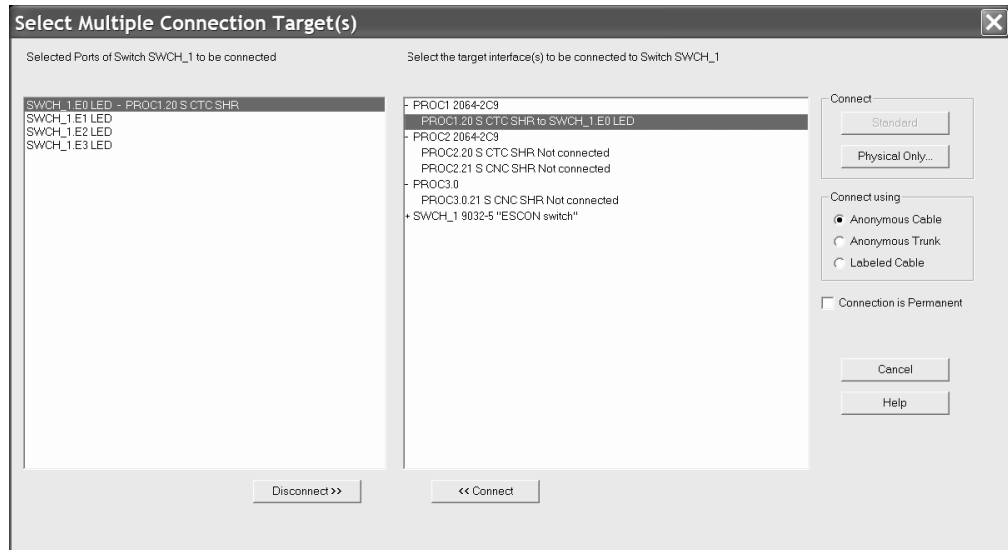 Select Multiple Connection Target(s)
Selected Ports of Switch SWCH_1 to be connected
Select the target interface(s) to be connected to Switch SWCH_1
SWCH_1.E0 LED - PROC1.20 S CTC SHR
SWCH_1.E1 LED
SWCH_1.E2 LED
SWCH_1.E3 LED
- PROC1 2064-2C9
PROC1.20 S CTC SHR to SWCH_1.E0 LED
- PROC2 2064-2C9
PROC2.20 S CTC SHR Not connected
PROC2.21 S CNC SHR Not connected
- PROC3.0
PROC3.0.21 S CNC SHR Not connected
+ SWCH_1 9032-5 "ESCON switch"
Connect
Standard
Physical Only...
Connect using
Anonymous Cable
Anonymous Trunk
Labeled Cable
Connection is Permanent
Cancel
Help
Disconnect >>
<< Connect